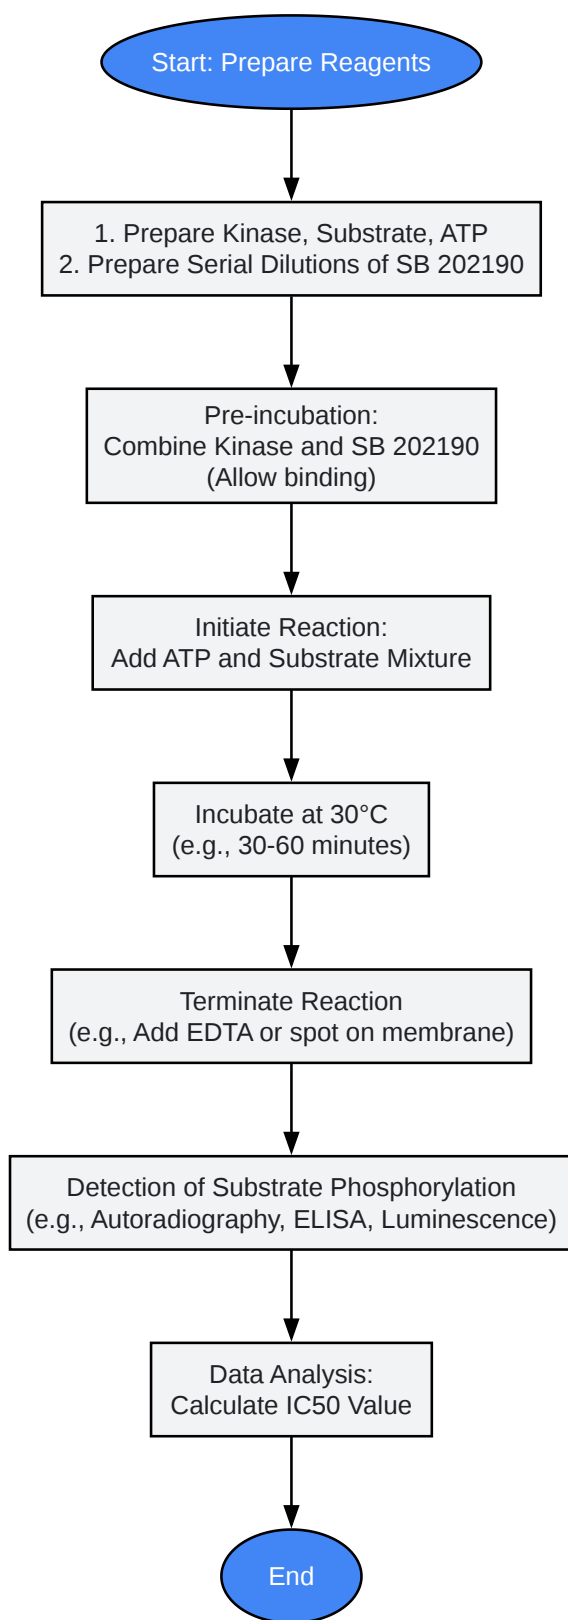 Start: Prepare Reagents
1. Prepare Kinase, Substrate, ATP
2. Prepare Serial Dilutions of SB 202190
Pre-incubation:
Combine Kinase and SB 202190
(Allow binding)
Initiate Reaction:
Add ATP and Substrate Mixture
Incubate at 30°C
(e.g., 30-60 minutes)
Terminate Reaction
(e.g., Add EDTA or spot on membrane)
Detection of Substrate Phosphorylation
(e.g., Autoradiography, ELISA, Luminescence)
Data Analysis:
Calculate IC50 Value
End